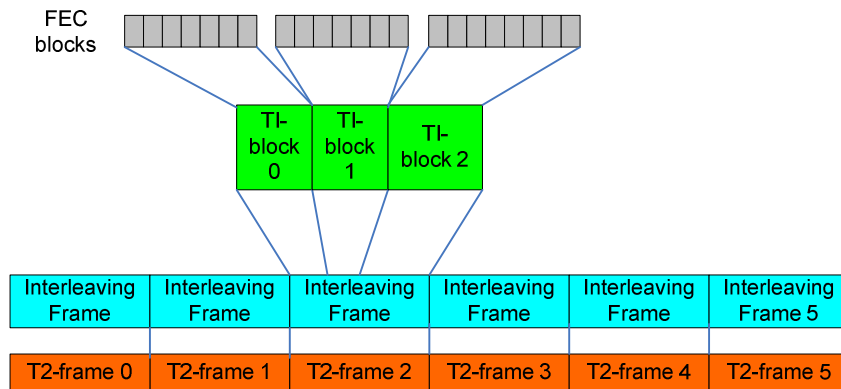 FEC
blocks
TI-
block
0
TI-
block
1
TI-
block 2
Interleaving
Frame
Interleaving
Frame
Interleaving
Frame
Interleaving
Frame
Interleaving
Frame
Interleaving
Frame 5
T2-frame 0
T2-frame 1
T2-frame 2
T2-frame 3
T2-frame 4
T2-frame 5